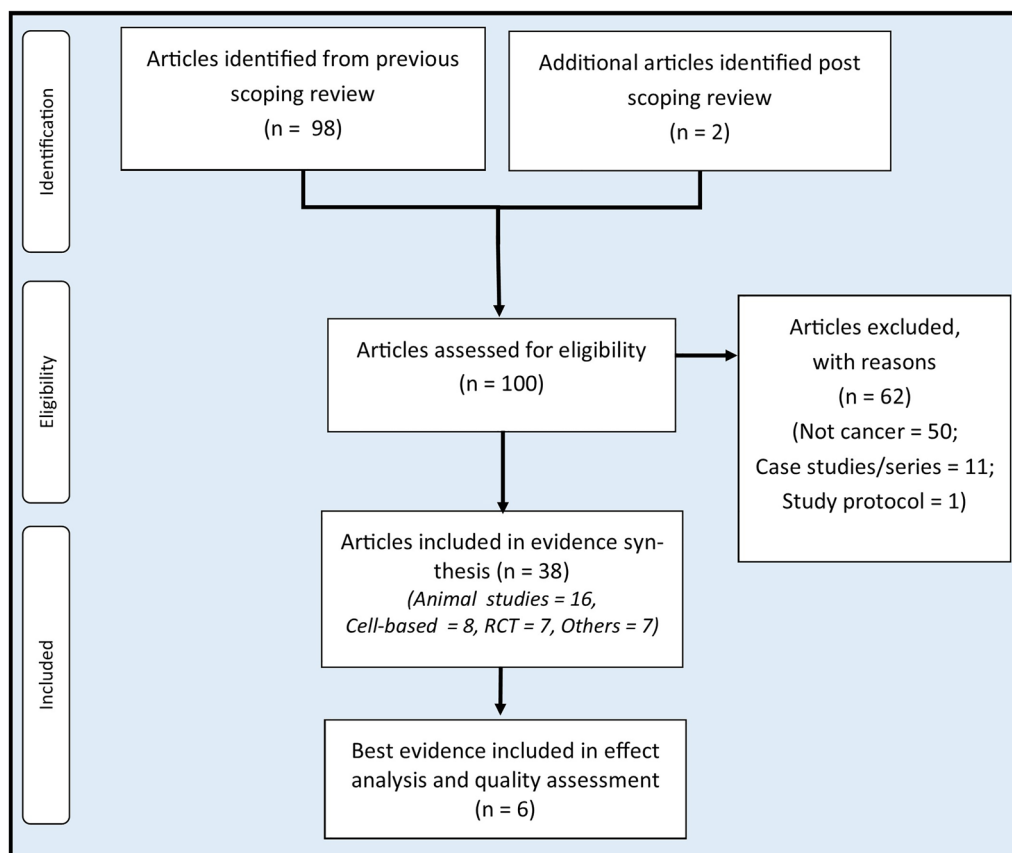 Identification
Articles identified from previous
scoping review
(n =  98)
Additional articles identified post
scoping review
(n = 2)
Eligibility
Articles assessed for eligibility
(n = 100)
Articles excluded,
with reasons
(n = 62)
(Not cancer = 50;
Case studies/series = 11;
Study protocol = 1)
Included
Articles included in evidence syn-
thesis (n = 38)
(Animal  studies = 16,
Cell-based  = 8, RCT = 7, Others = 7)
Best evidence included in effect
analysis and quality assessment
(n = 6)